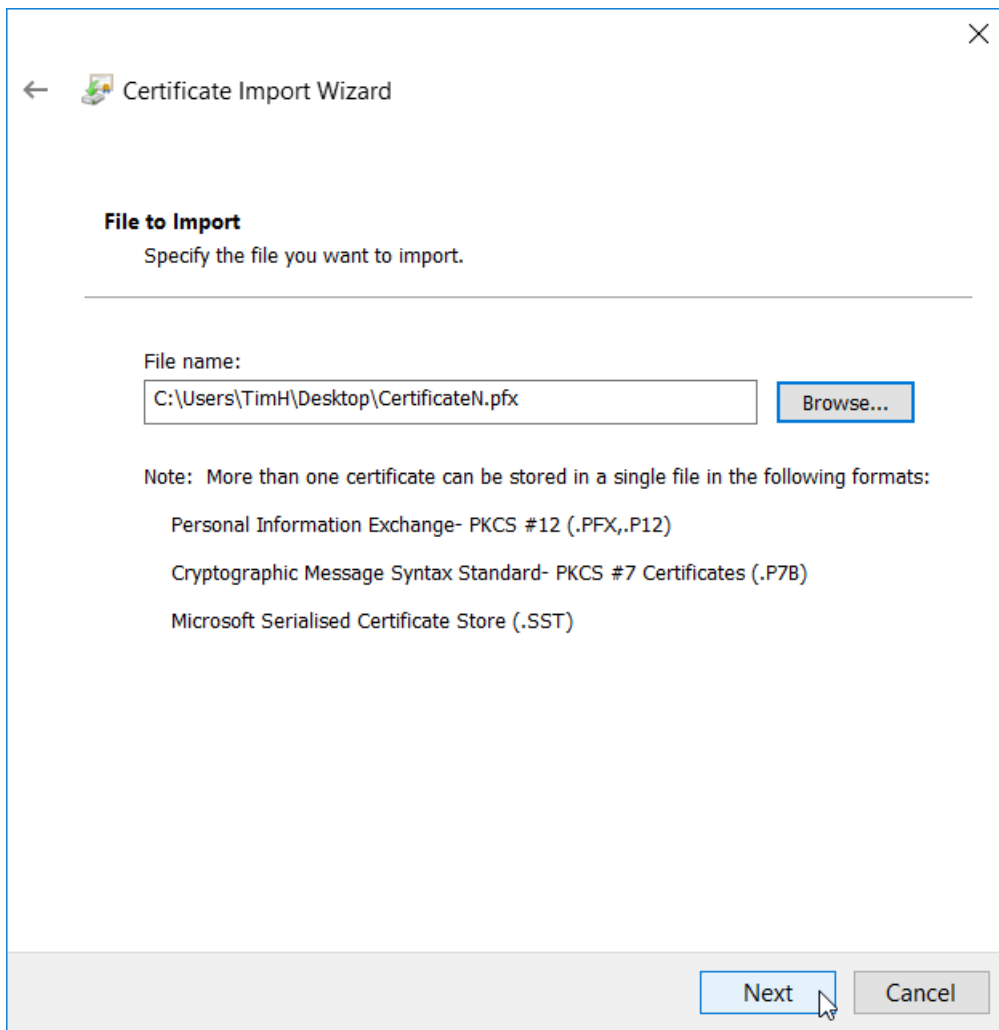 Certificate Import Wizard
File to Import
Specify the file you want to import.
File name:
C:\Users\TimH\Desktop\CertificateN.pfx
Browse...
Note:  More than one certificate can be stored in a single file in the following formats:
Personal Information Exchange- PKCS #12 (.PFX,.P12)
Cryptographic Message Syntax Standard- PKCS #7 Certificates (.P7B)
Microsoft Serialised Certificate Store (.SST)
Next
Cancel